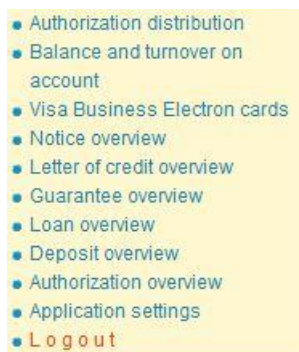 Authorization distribution
Balance and turnover on
account
Visa Business Electron cards
Notice overview
Letter of credit overview
Guarantee overview
Loan overview
Deposit overview
Authorization overview
Application settings
Logout